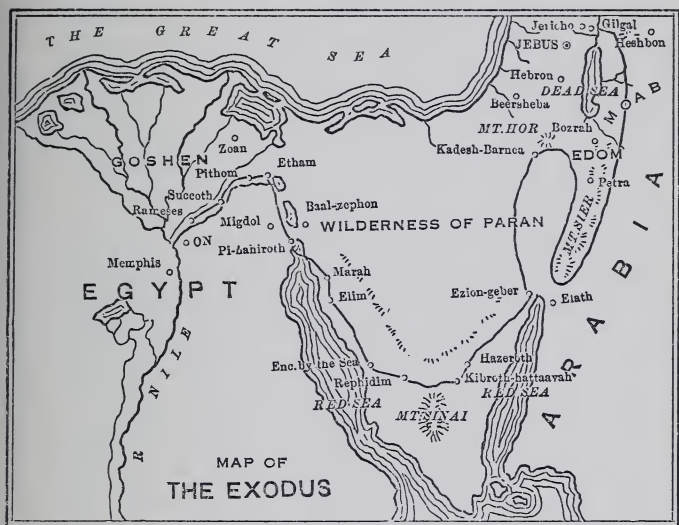 THE GREAT SEA
Jericho
Gilgal
JEBUS
Heshbon
Hebron
DEAD SEA
Beersheba
MOAB
MT. HOR
Bozrah
Kadesh-Barnea
EDOM
Petra
MT. SIER
ARABIA
GOSHEN
Zoan
Pithom
Etham
Succoth
Rameses
Migdol
Baal-zephon
WILDERNESS OF PARAN
ON
Pi-hahiroth
Memphis
Marah
EGYPT
Elim
Ezion-geber
Elath
R NILE
Enc. by the Sea
Hazeroth
Rephidim
Kibroth-hattaavah
RED SEA
RED SEA
MT. SINAI
MAP OF
THE EXODUS